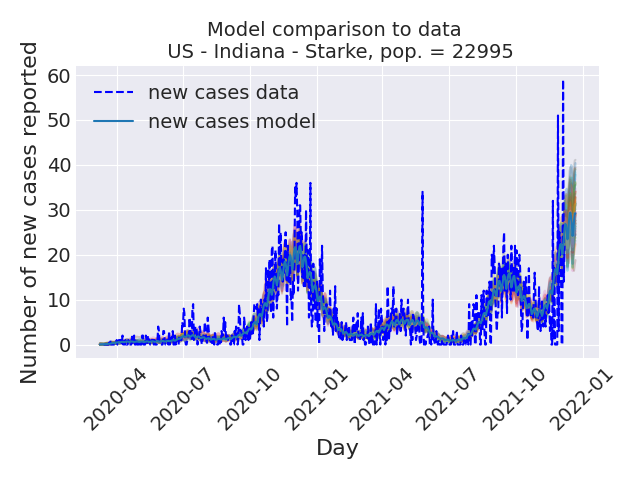 Model comparison to data
US - Indiana - Starke, pop. = 22995
Number of new cases reported
60
50
40
30
20
10
0
new cases data
new cases model
2020-04
2020-07
2020-10
2021-01
2021-04
2021-07
2021-10
2022-01
Day